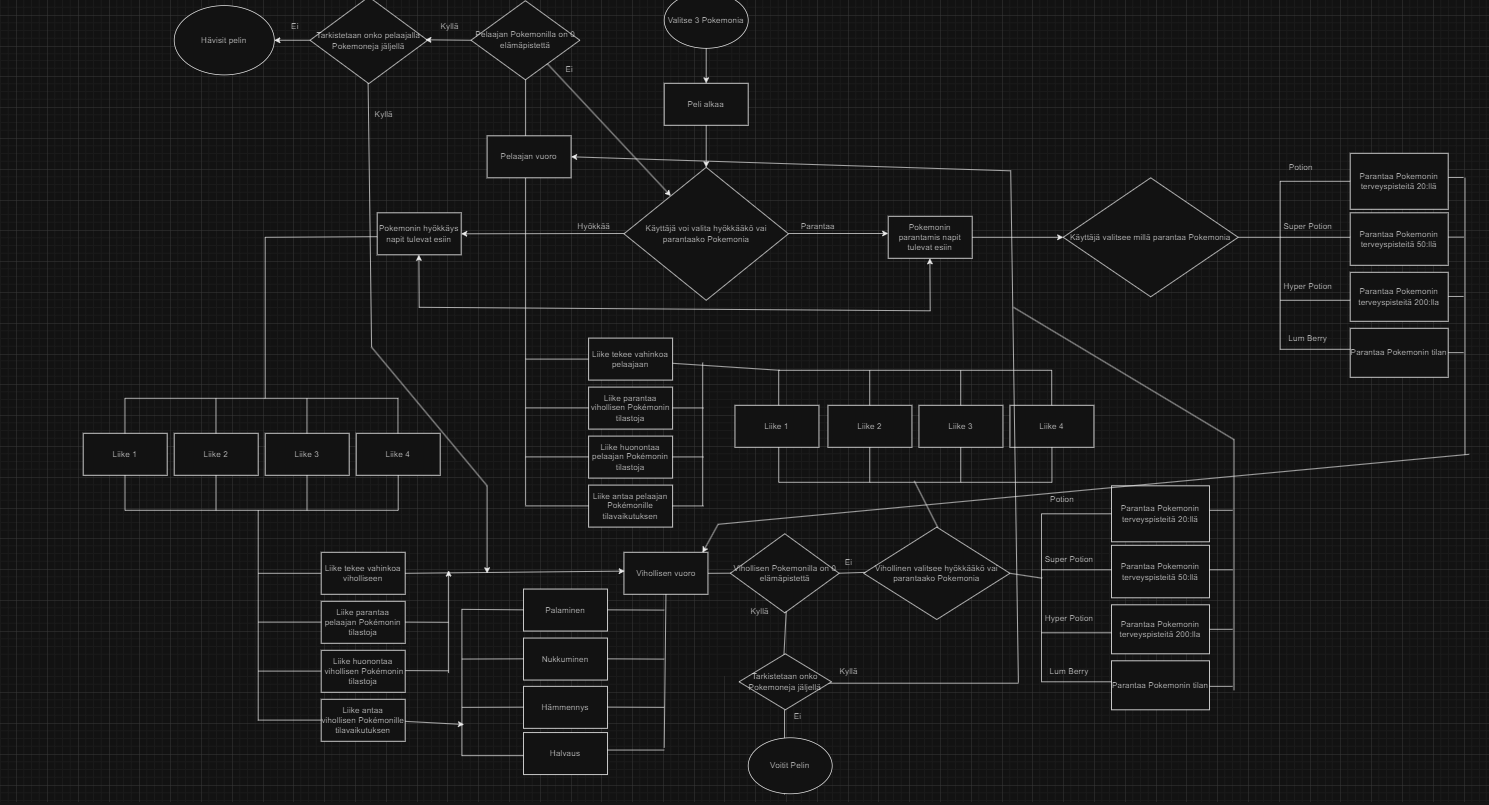 Hävisit pelin
Ei
Tarkistetaan onko pelaajalla
Pokemoneja jäljellä
Kyllä
Pelaajan Pokemonilla on 0
elämäpistettä
Ei
Kyllä
Valitse 3 Pokemonia
Peli alkaa
Pelaajan vuoro
Pokemonin hyökkäys
napit tulevat esiin
Hyökkää
Käyttäjä voi valita hyökkääkö vai
parantaako Pokemonia
Parantaa
Pokemonin
parantamis napit
tulevat esiin
Käyttäjä valitsee millä parantaa Pokemonia
Potion
Parantaa Pokemonin
terveyspisteitä 20:llä
Super Potion
Parantaa Pokemonin
terveyspisteitä 50:llä
Hyper Potion
Parantaa Pokemonin
terveyspisteitä 200:lla
Lum Berry
Parantaa Pokemonin tilan
Liike tekee vahinkoa
pelaajaan
Liike parantaa
vihollisen Pokémonin
tilastoja
Liike huonontaa
pelaajan Pokémonin
tilastoja
Liike antaa pelaajan
Pokémonille
tilavaikutuksen
Liike 1
Liike 2
Liike 3
Liike 4
Liike 1
Liike 2
Liike 3
Liike 4
Liike tekee vahinkoa
viholliseen
Liike parantaa
pelaajan Pokémonin
tilastoja
Liike huonontaa
vihollisen Pokémonin
tilastoja
Liike antaa
vihollisen Pokémonille
tilavaikutuksen
Palaminen
Nukkuminen
Hämmennys
Halvaus
Vihollisen vuoro
Vihollisen Pokemonilla on 0
elämäpistettä
Ei
Vihollinen valitsee hyökkääkö vai
parantaako Pokemonia
Kyllä
Tarkistetaan onko
Pokemoneja jäljellä
Kyllä
Ei
Voitit Pelin
Potion
Parantaa Pokemonin
terveyspisteitä 20:llä
Super Potion
Parantaa Pokemonin
terveyspisteitä 50:llä
Hyper Potion
Parantaa Pokemonin
terveyspisteitä 200:lla
Lum Berry
Parantaa Pokemonin tilan